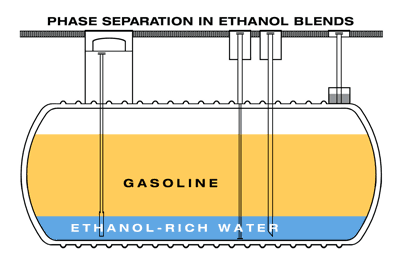 PHASE SEPARATION IN ETHANOL BLENDS
GASOLINE
ETHANOL-RICH WATER